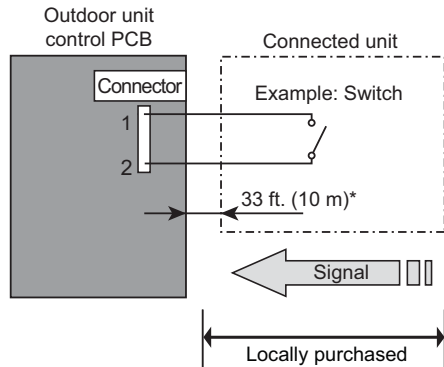 Outdoor unit
control PCB
Connected unit
Connector
Example: Switch
1
2
33 ft. (10 m)*
Signal
Locally purchased